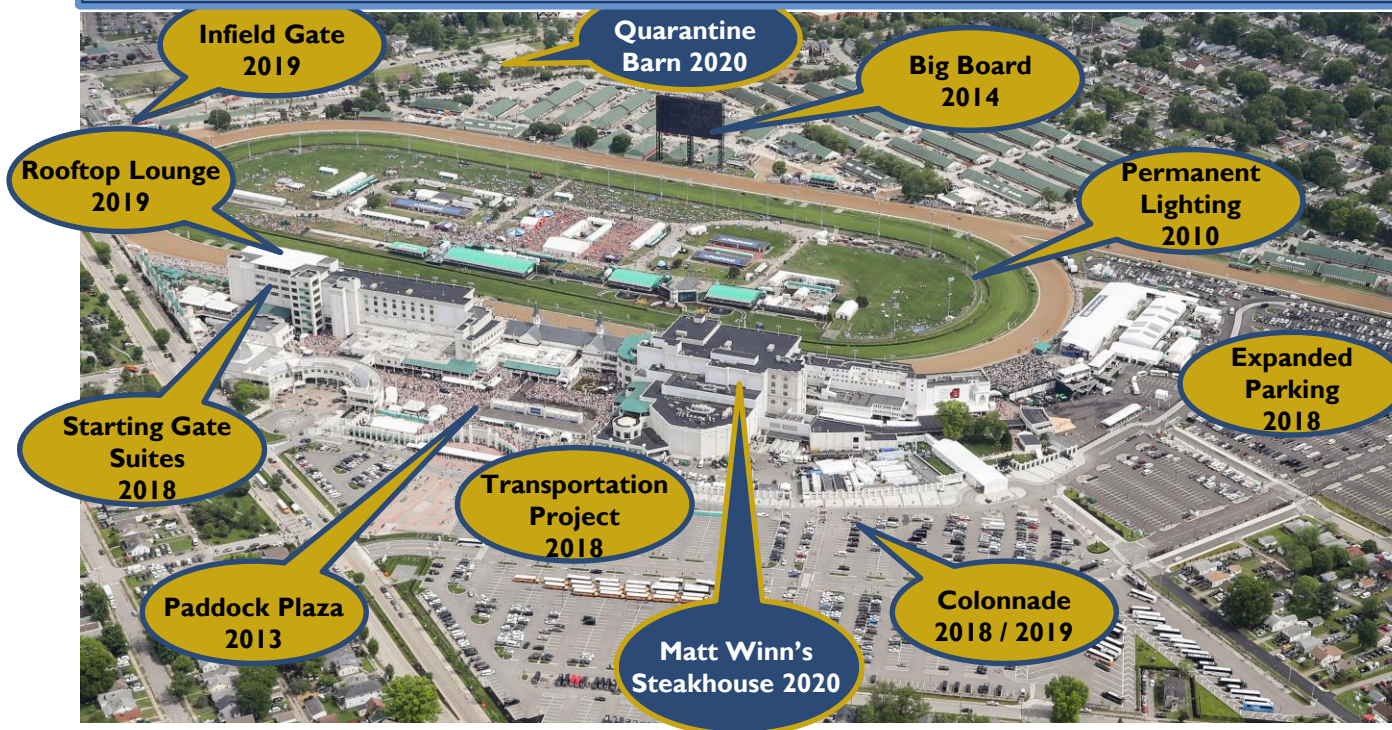 Infield Gate
2019
Quarantine
Barn 2020
Big Board
2014
Rooftop Lounge
2019
Permanent
Lighting
2010
Expanded
Parking
2018
Starting Gate
Suites
2018
Transportation
Project
2018
Paddock Plaza
2013
Matt Winn’s
Steakhouse 2020
Colonnade
2018 / 2019